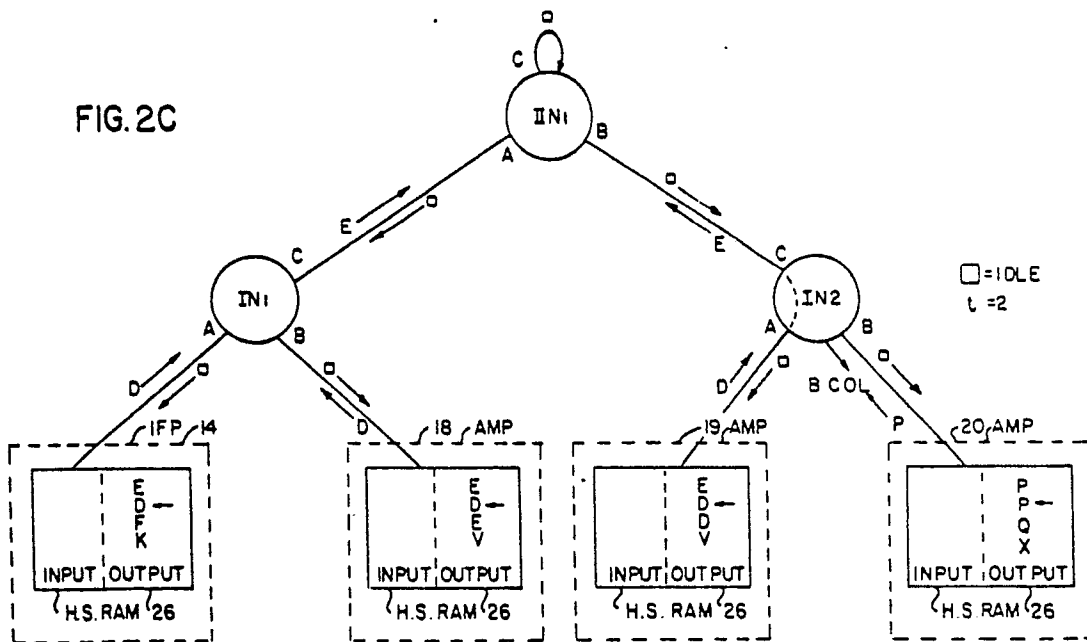 FIG. 2C
□
C
IIN1
A
B
E
□
□
E
C
IN1
A
B
C
IN2
A
B
□ = IDLE
t = 2
D
□
□
D
D
□
□
B COL
P
IFP 14
18 AMP
19 AMP
20 AMP
E
D
F
K
INPUT OUTPUT
H.S. RAM 26
E
D
E
V
INPUT OUTPUT
H.S. RAM 26
E
D
D
V
INPUT OUTPUT
H.S. RAM 26
P
P
Q
X
INPUT OUTPUT
H.S. RAM 26